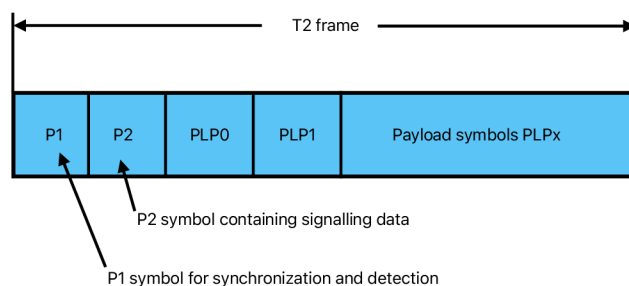 T2 frame
P1
P2
PLP0
PLP1
Payload symbols PLPx
P2 symbol containing signalling data
P1 symbol for synchronization and detection